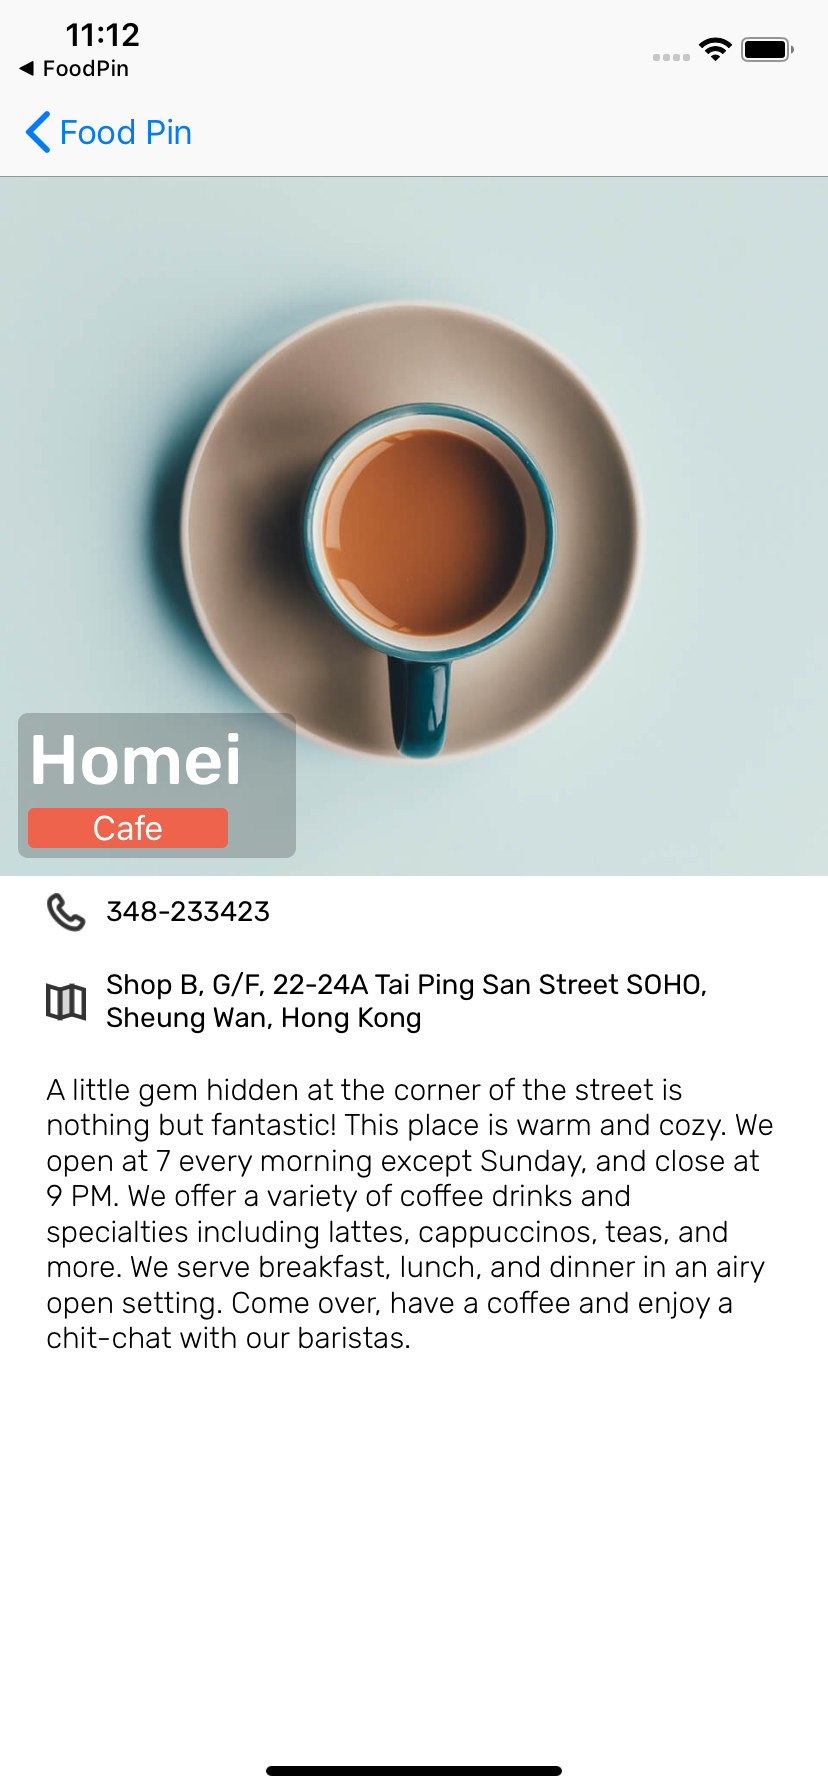 11:12
◀ FoodPin
Food Pin
Homei
Cafe
348-233423
Shop B, G/F, 22-24A Tai Ping San Street SOHO,
Sheung Wan, Hong Kong
A little gem hidden at the corner of the street is
nothing but fantastic! This place is warm and cozy. We
open at 7 every morning except Sunday, and close at
9 PM. We offer a variety of coffee drinks and
specialties including lattes, cappuccinos, teas, and
more. We serve breakfast, lunch, and dinner in an airy
open setting. Come over, have a coffee and enjoy a
chit-chat with our baristas.